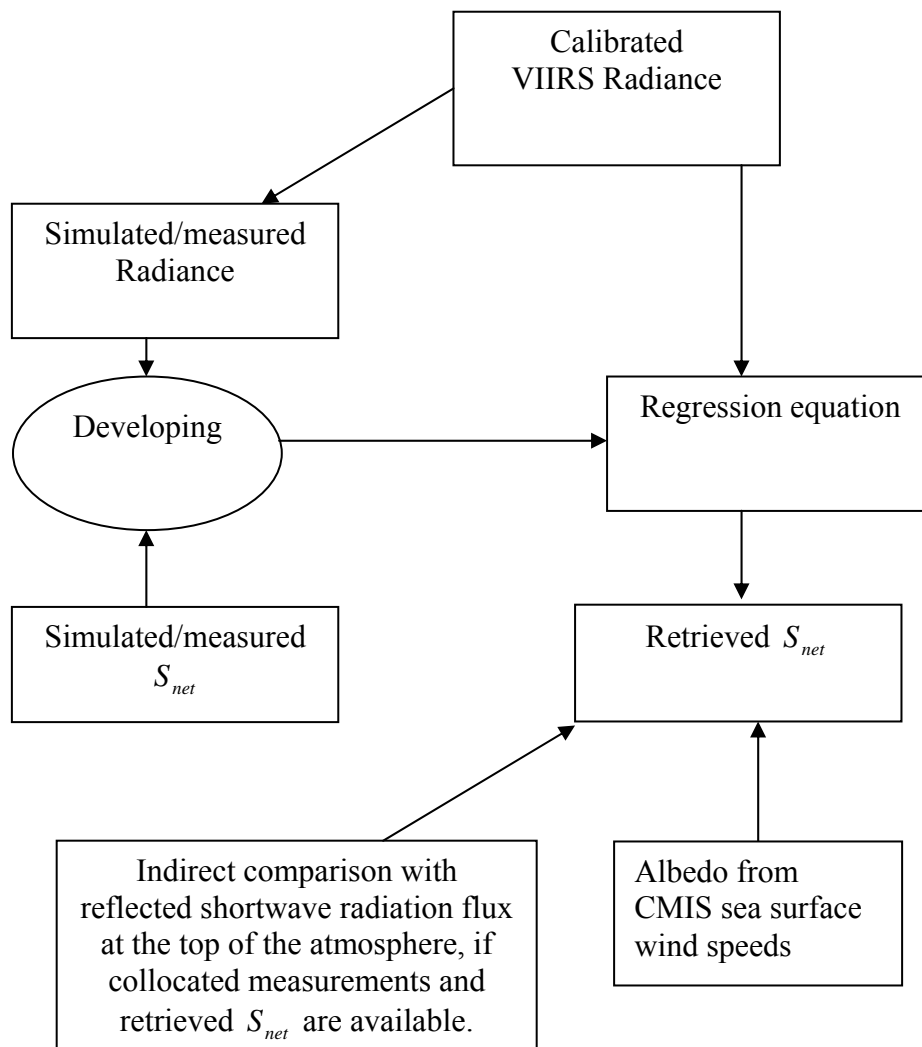 Calibrated
VIIRS Radiance
Simulated/measured
Radiance
Developing
Regression equation
Simulated/measured
S_net
Retrieved S_net
Indirect comparison with
reflected shortwave radiation flux
at the top of the atmosphere, if
collocated measurements and
retrieved S_net are available.
Albedo from
CMIS sea surface
wind speeds